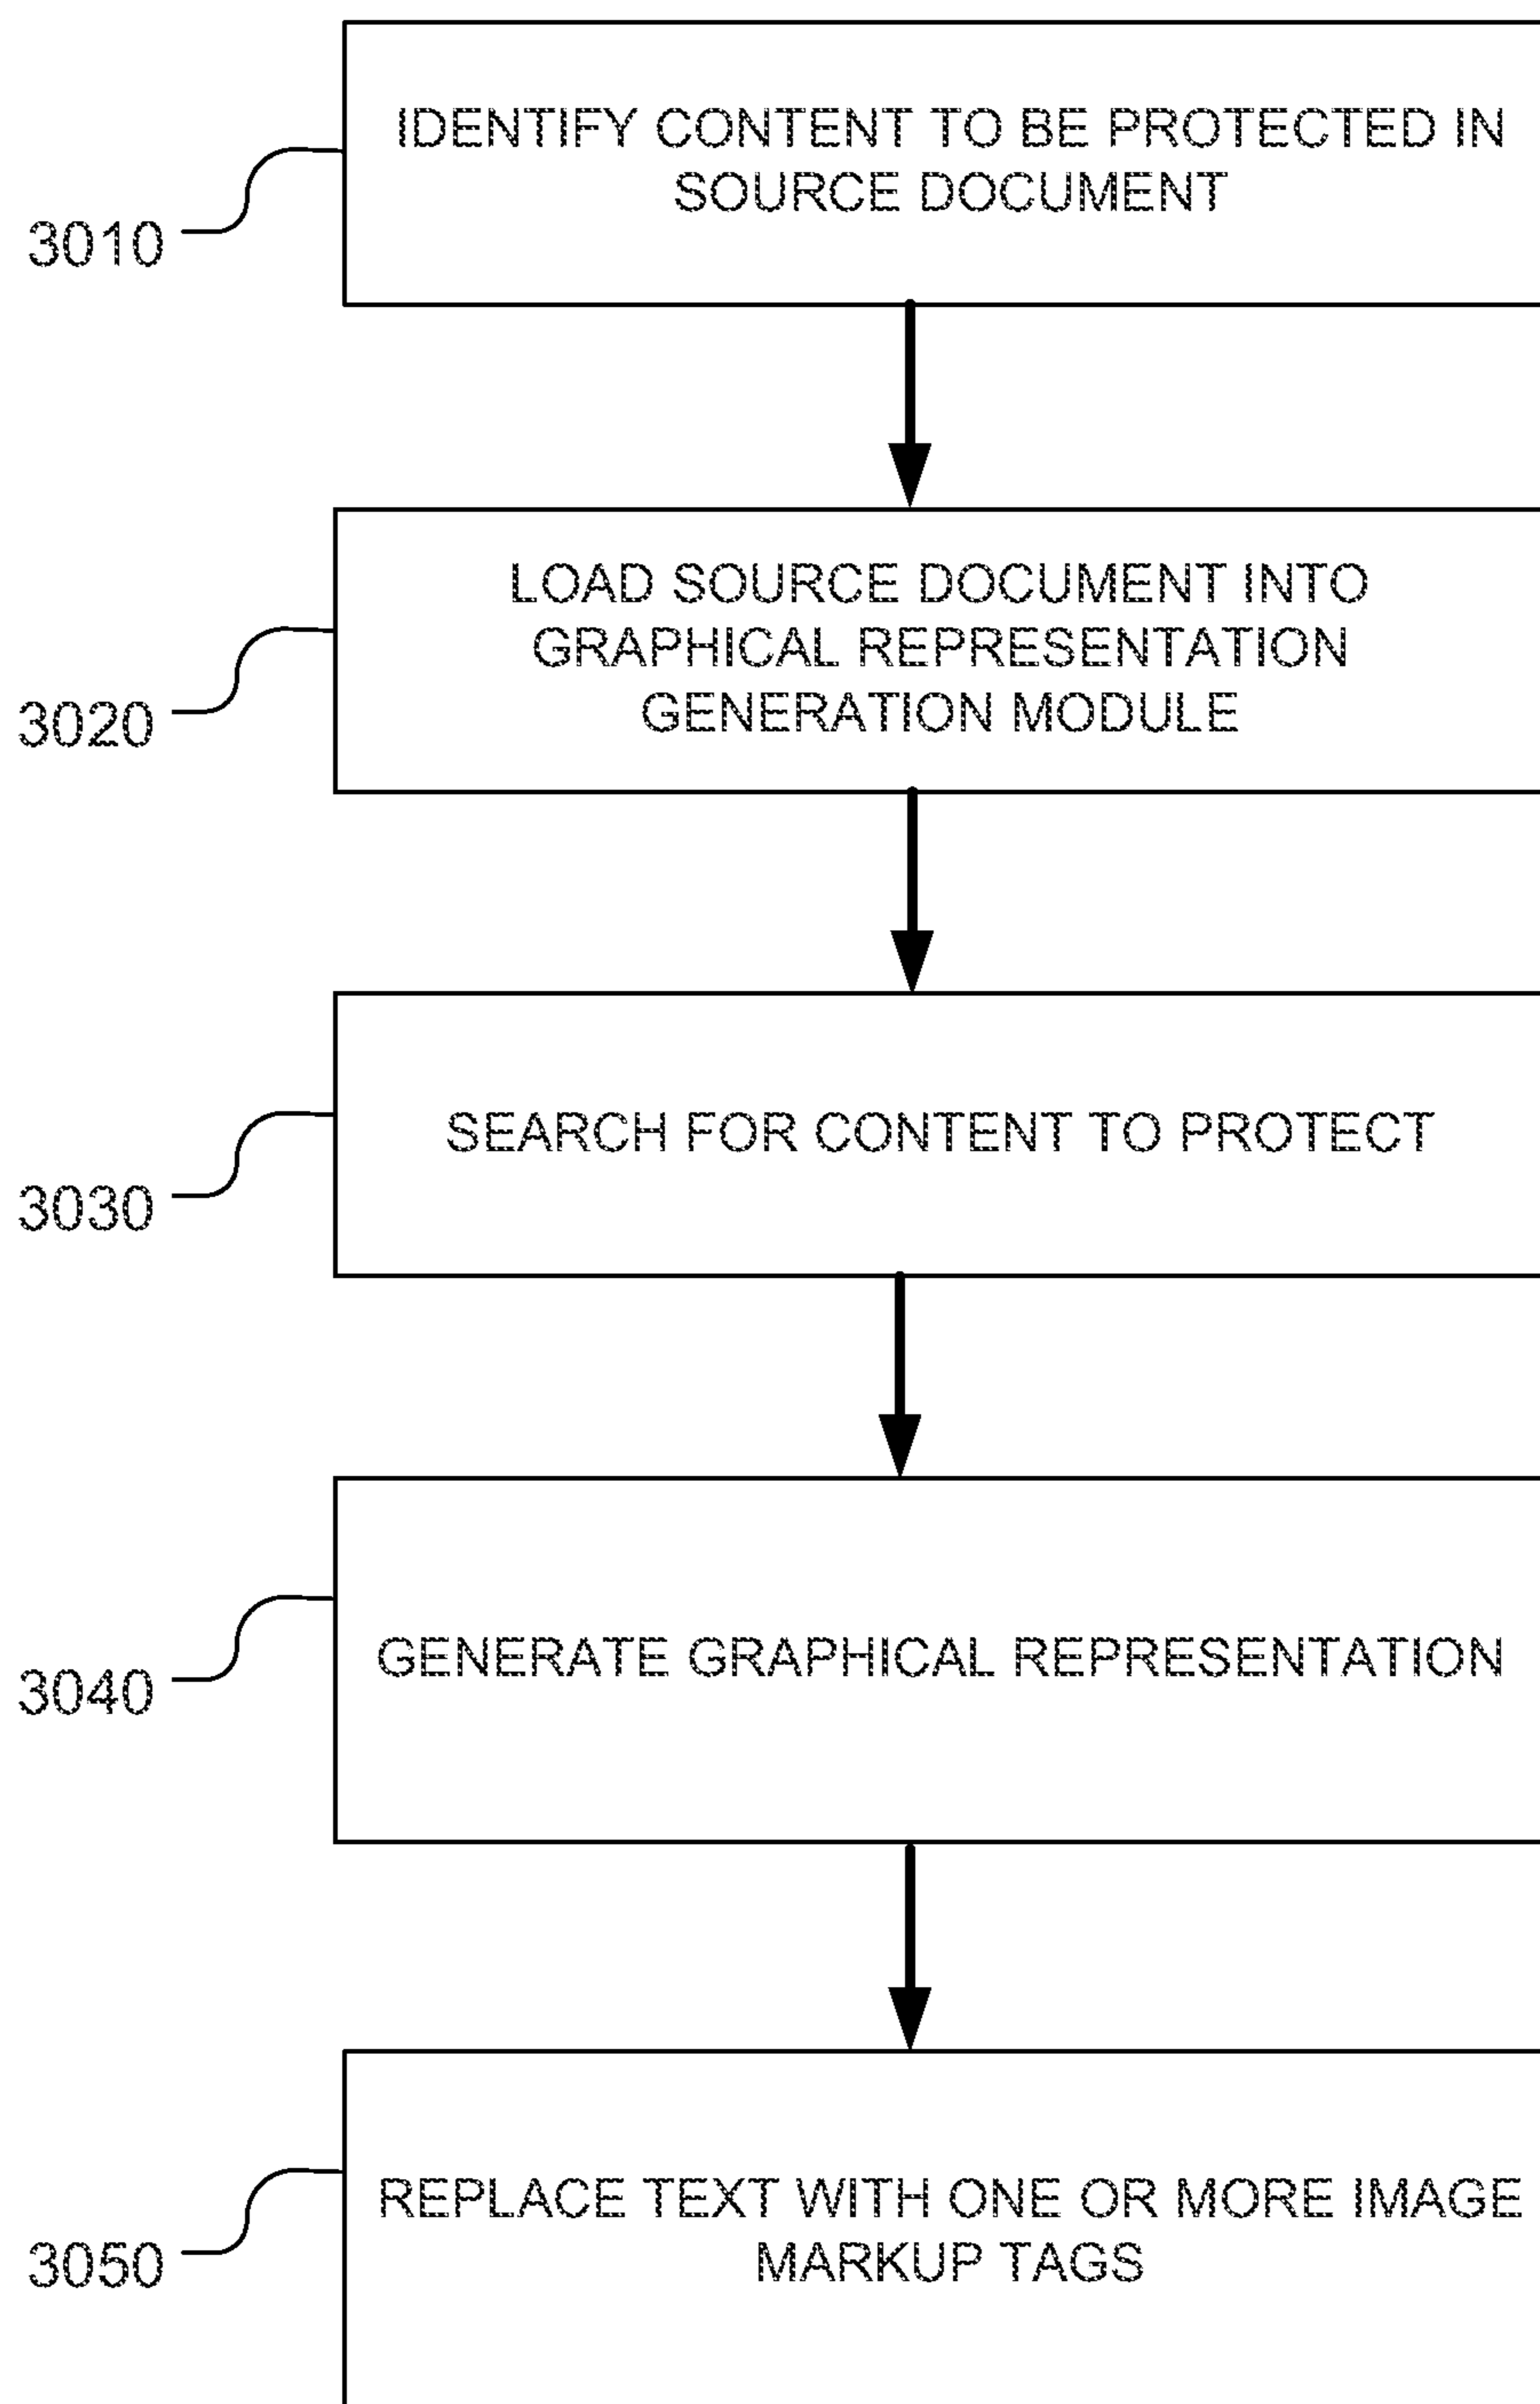 IDENTIFY CONTENT TO BE PROTECTED IN
SOURCE DOCUMENT
3010
LOAD SOURCE DOCUMENT INTO
GRAPHICAL REPRESENTATION
GENERATION MODULE
3020
SEARCH FOR CONTENT TO PROTECT
3030
GENERATE GRAPHICAL REPRESENTATION
3040
REPLACE TEXT WITH ONE OR MORE IMAGE
MARKUP TAGS
3050